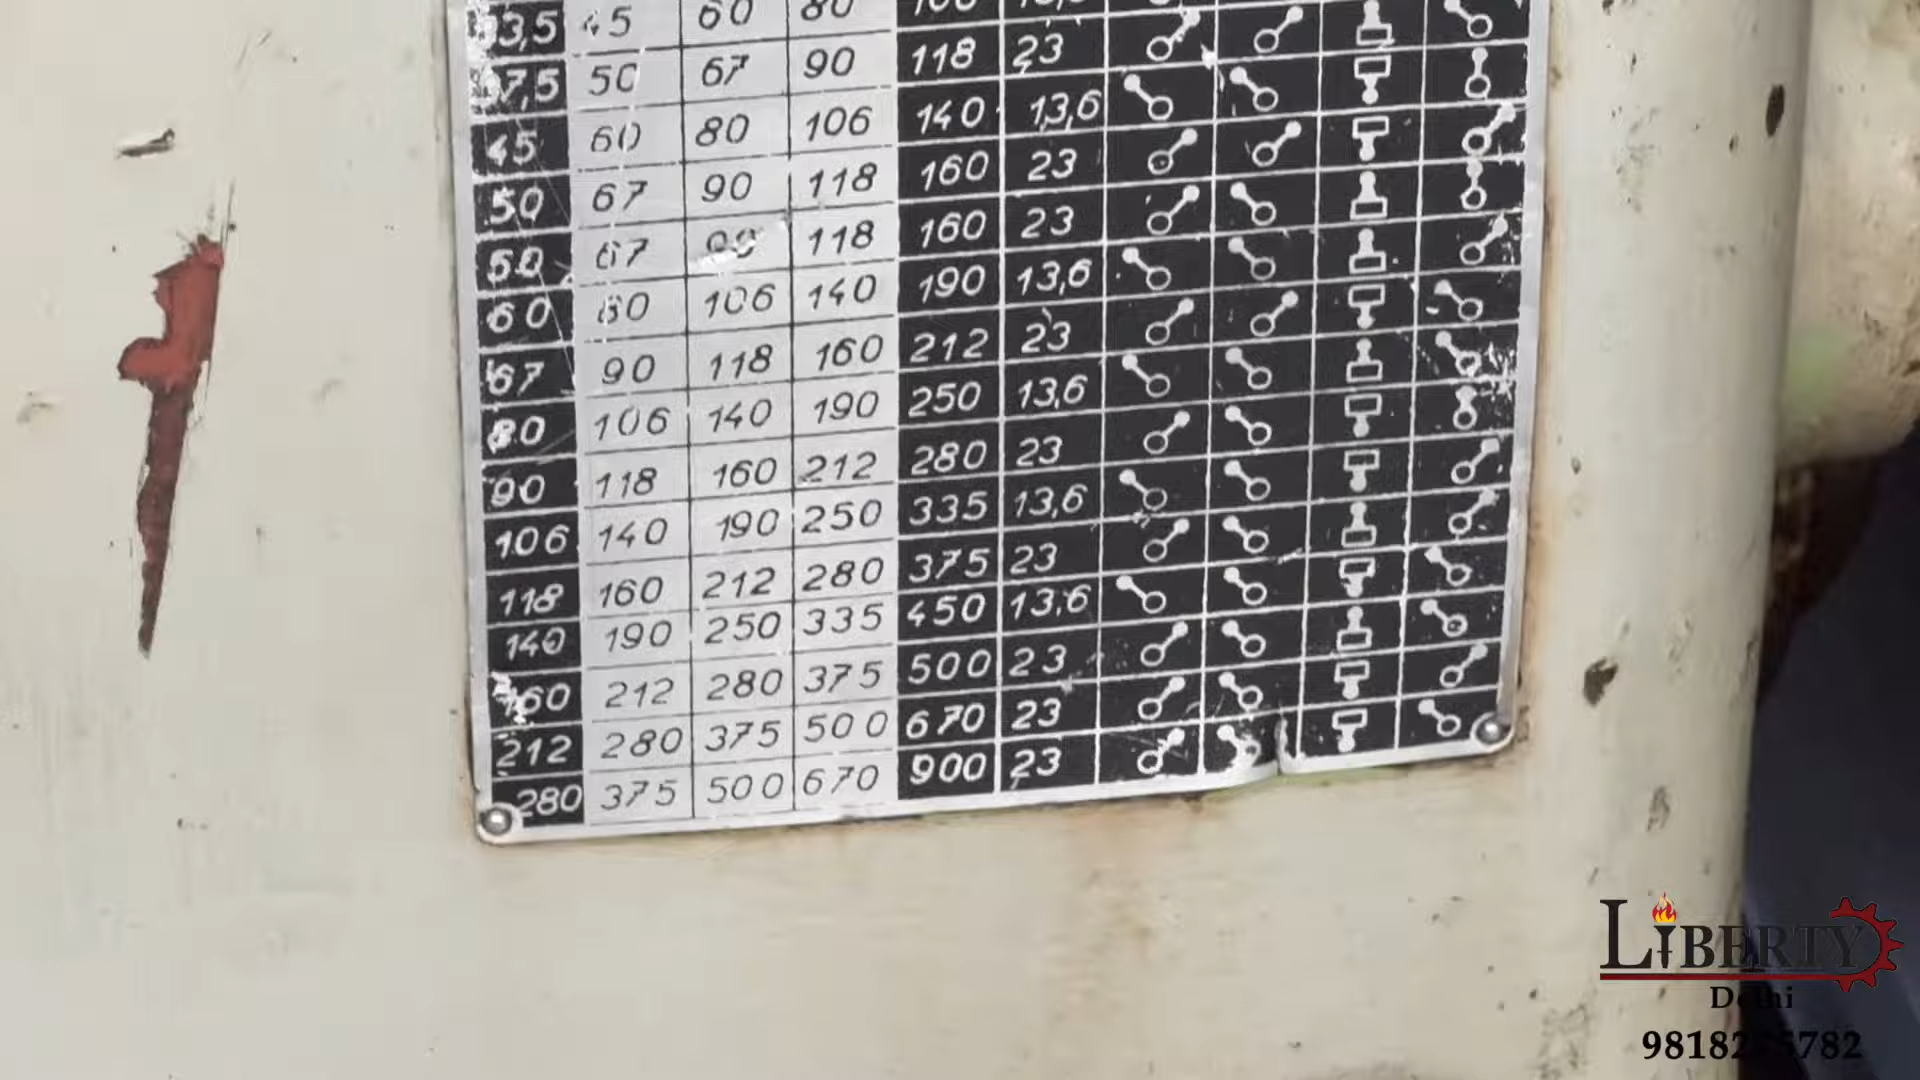 45 60 80
50 67 90 118 23
45 60 80 106 140 13,6
50 67 90 118 160 23
50 67 118 160 23
60 80 106 140 190 13,6
67 90 118 160 212 23
80 106 140 190 250 13,6
90 118 160 212 280 23
106 140 190 250 335 13,6
118 160 212 280 375 23
140 190 250 335 450 13,6
160 212 280 375 500 23
212 280 375 500 670 23
280 375 500 670 900 23
LIBERTY
Delhi